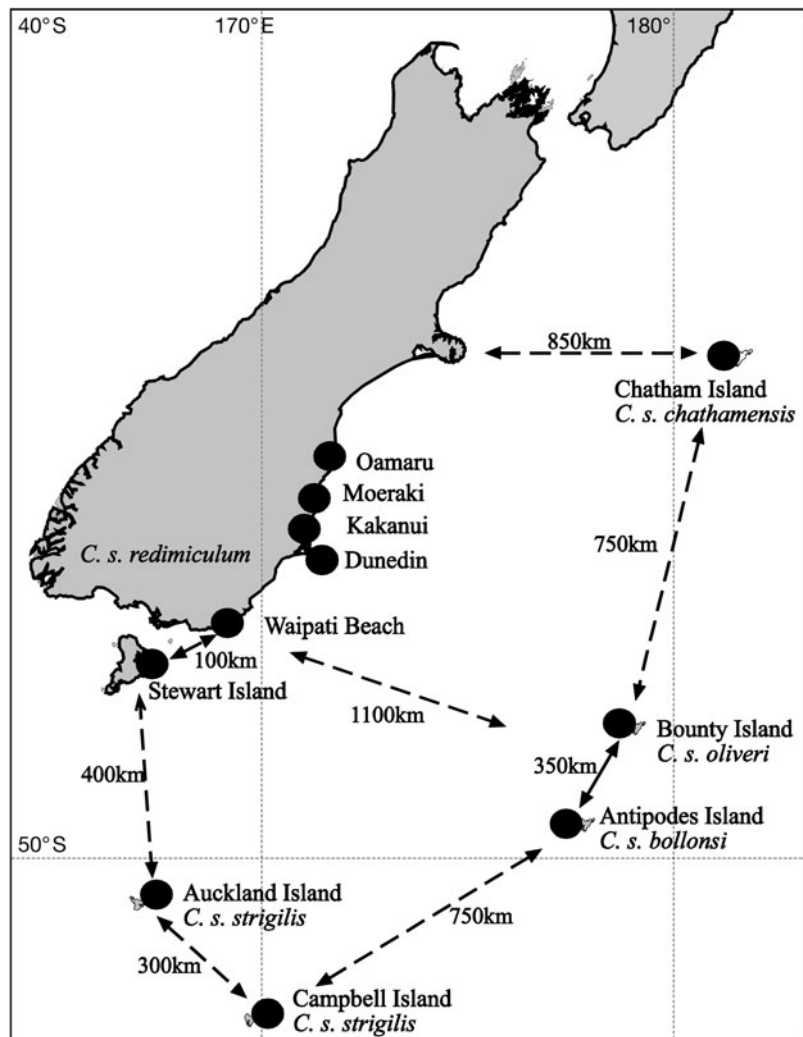 40°S
170°E
180°
850km
Chatham Island
C. s. chathamensis
Oamaru
Moeraki
Kakanui
C. s. redimiculum
Dunedin
750km
Waipati Beach
100km
Stewart Island
1100km
Bounty Island
C. s. oliveri
350km
400km
Antipodes Island
C. s. bollonsi
50°S
Auckland Island
C. s. strigilis
750km
300km
Campbell Island
C. s. strigilis